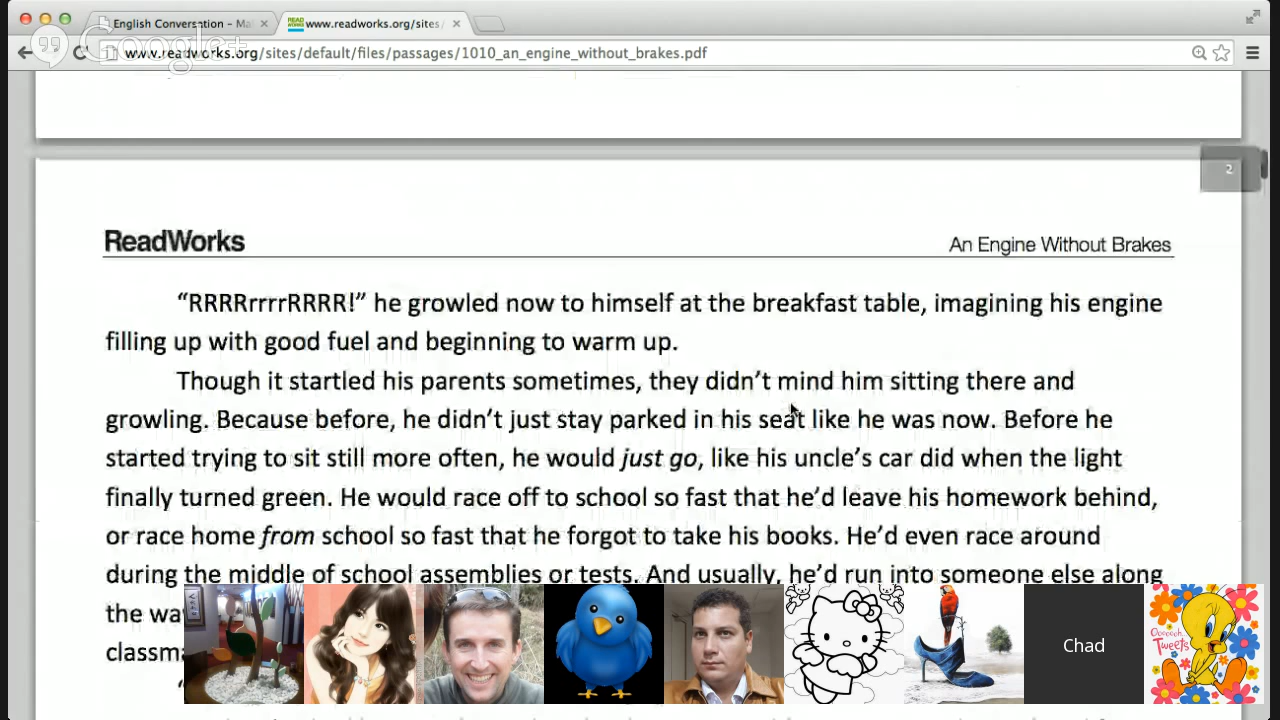 English Conversation - Ma
www.readworks.org/sites/
Google+
www.readworks.org/sites/default/files/passages/1010_an_engine_without_brakes.pdf
2
ReadWorks
An Engine Without Brakes
“RRRRrrrrRRRR!” he growled now to himself at the breakfast table, imagining his engine
filling up with good fuel and beginning to warm up.
Though it startled his parents sometimes, they didn’t mind him sitting there and
growling. Because before, he didn’t just stay parked in his seat like he was now. Before he
started trying to sit still more often, he would just go, like his uncle’s car did when the light
finally turned green. He would race off to school so fast that he’d leave his homework behind,
or race home from school so fast that he forgot to take his books. He’d even race around
during the middle of school assemblies or tests. And usually, he’d run into someone else along
the wa
classm
Chad
Tweets